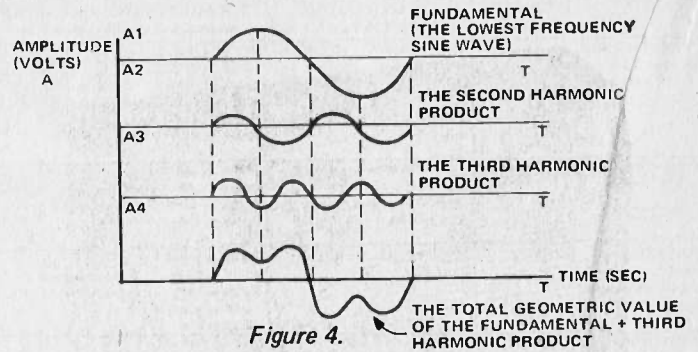 AMPLITUDE
(VOLTS)
A
A1
A2
FUNDAMENTAL
(THE LOWEST FREQUENCY
SINE WAVE)
T
THE SECOND HARMONIC
PRODUCT
A3
T
THE THIRD HARMONIC
PRODUCT
A4
T
TIME (SEC)
T
THE TOTAL GEOMETRIC VALUE
OF THE FUNDAMENTAL + THIRD
HARMONIC PRODUCT
Figure 4.